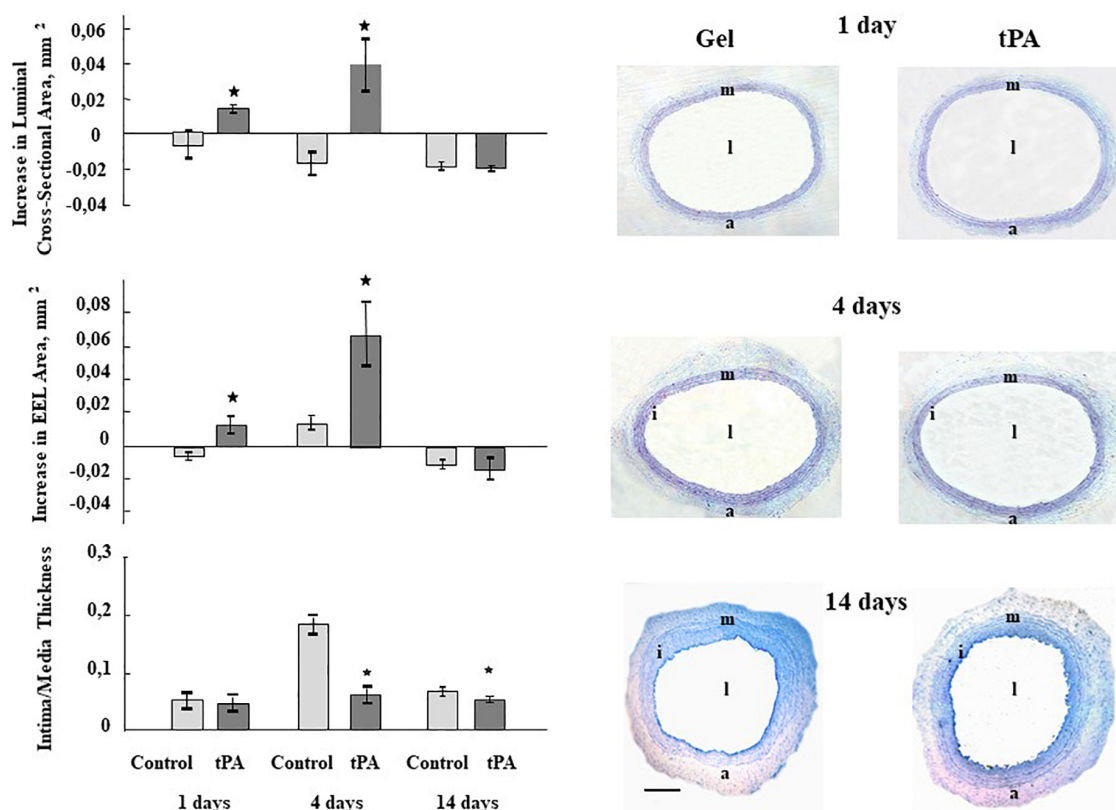 Increase in Luminal
Cross-Sectional Area, mm 2
0,06
0,04
0,02
0
-0,02
-0,04
★
★
Increase in EEL Area, mm 2
0,08
0,06
0,04
0,02
0
-0,02
-0,04
★
★
Intima/Media Thickness
0,3
0,2
0,1
0
★
★
Control tPA Control tPA Control tPA
1 days 4 days 14 days
1 day
Gel tPA
m
l
a
m
l
a
4 days
m
i
l
a
m
i
l
a
14 days
m
i
l
a
m
i
l
a